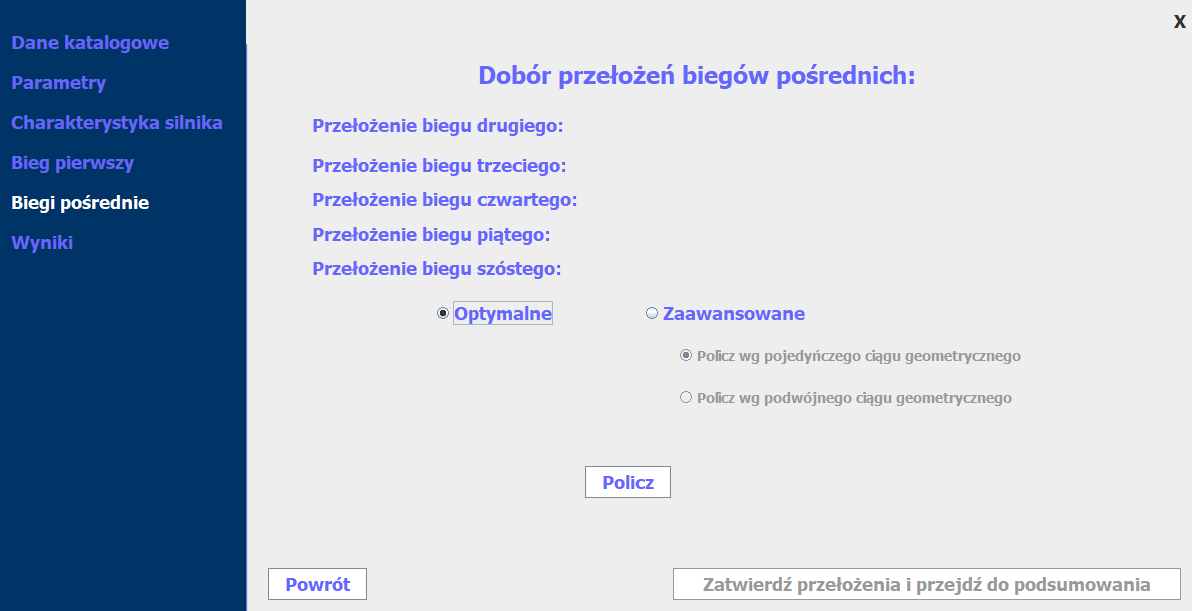 X
Dane katalogowe
Parametry
Charakterystyka silnika
Bieg pierwszy
Biegi pośrednie
Wyniki
Dobór przełożeń biegów pośrednich:
Przełożenie biegu drugiego:
Przełożenie biegu trzeciego:
Przełożenie biegu czwartego:
Przełożenie biegu piątego:
Przełożenie biegu szóstego:
Optymalne
Zaawansowane
Policz wg pojedyńczego ciągu geometrycznego
Policz wg podwójnego ciągu geometrycznego
Policz
Powrót
Zatwierdź przełożenia i przejdź do podsumowania